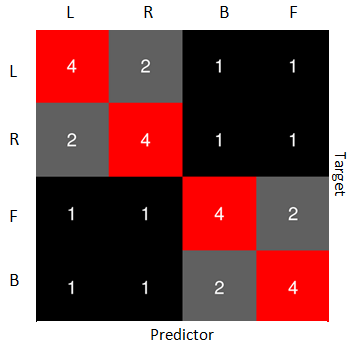 L R B F
L 4 2 1 1
R 2 4 1 1
F 1 1 4 2
B 1 1 2 4
Target
Predictor